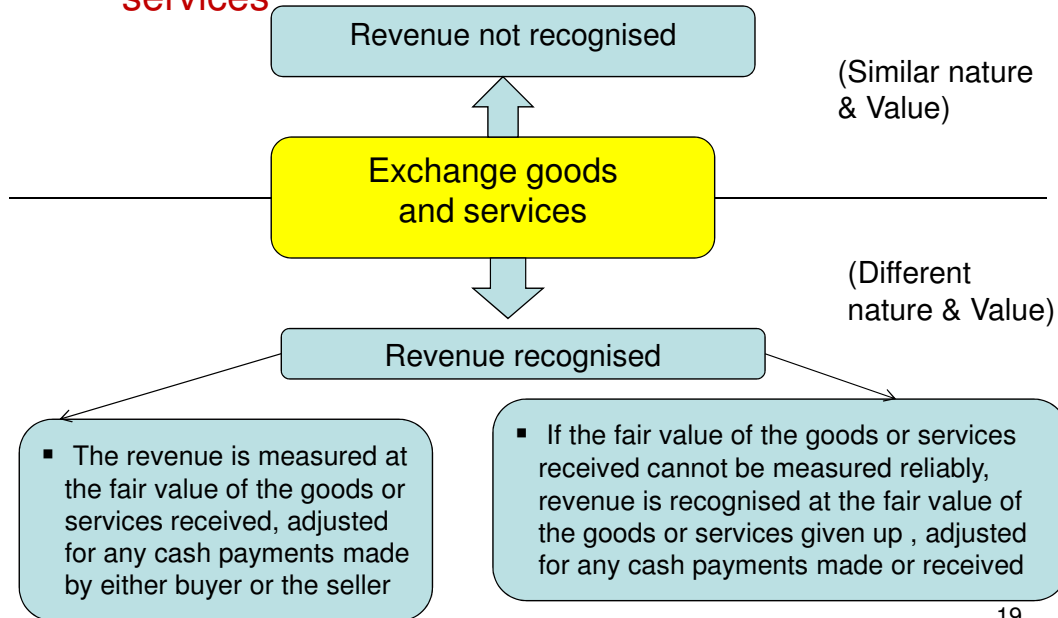 services
Revenue not recognised
(Similar nature
& Value)
Exchange goods
and services
(Different
nature & Value)
Revenue recognised
▪ The revenue is measured at
the fair value of the goods or
services received, adjusted
for any cash payments made
by either buyer or the seller
▪ If the fair value of the goods or services
received cannot be measured reliably,
revenue is recognised at the fair value of
the goods or services given up , adjusted
for any cash payments made or received
19